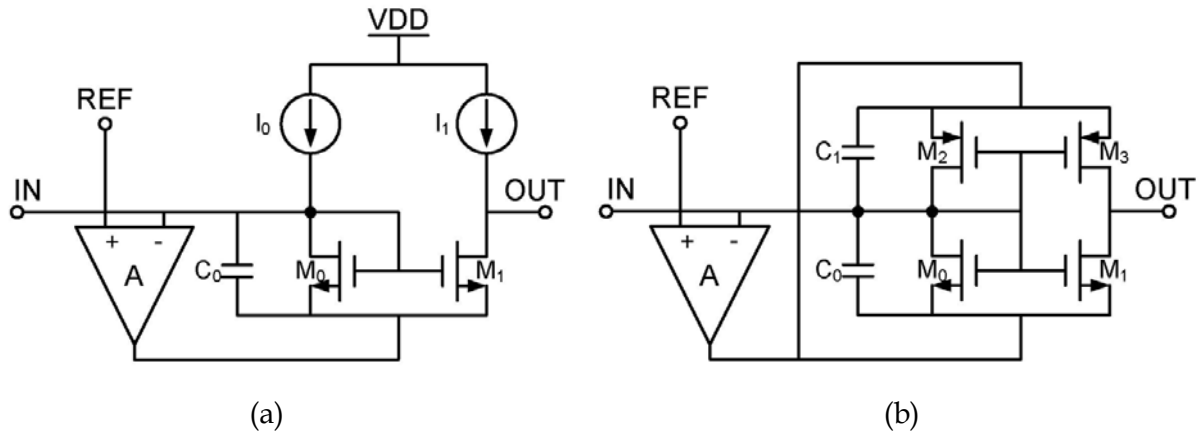 VDD
REF
I0
I1
IN
OUT
+ -
A
C0
M0
M1
(a)
REF
C1
M2
M3
IN
OUT
+ -
A
C0
M0
M1
(b)